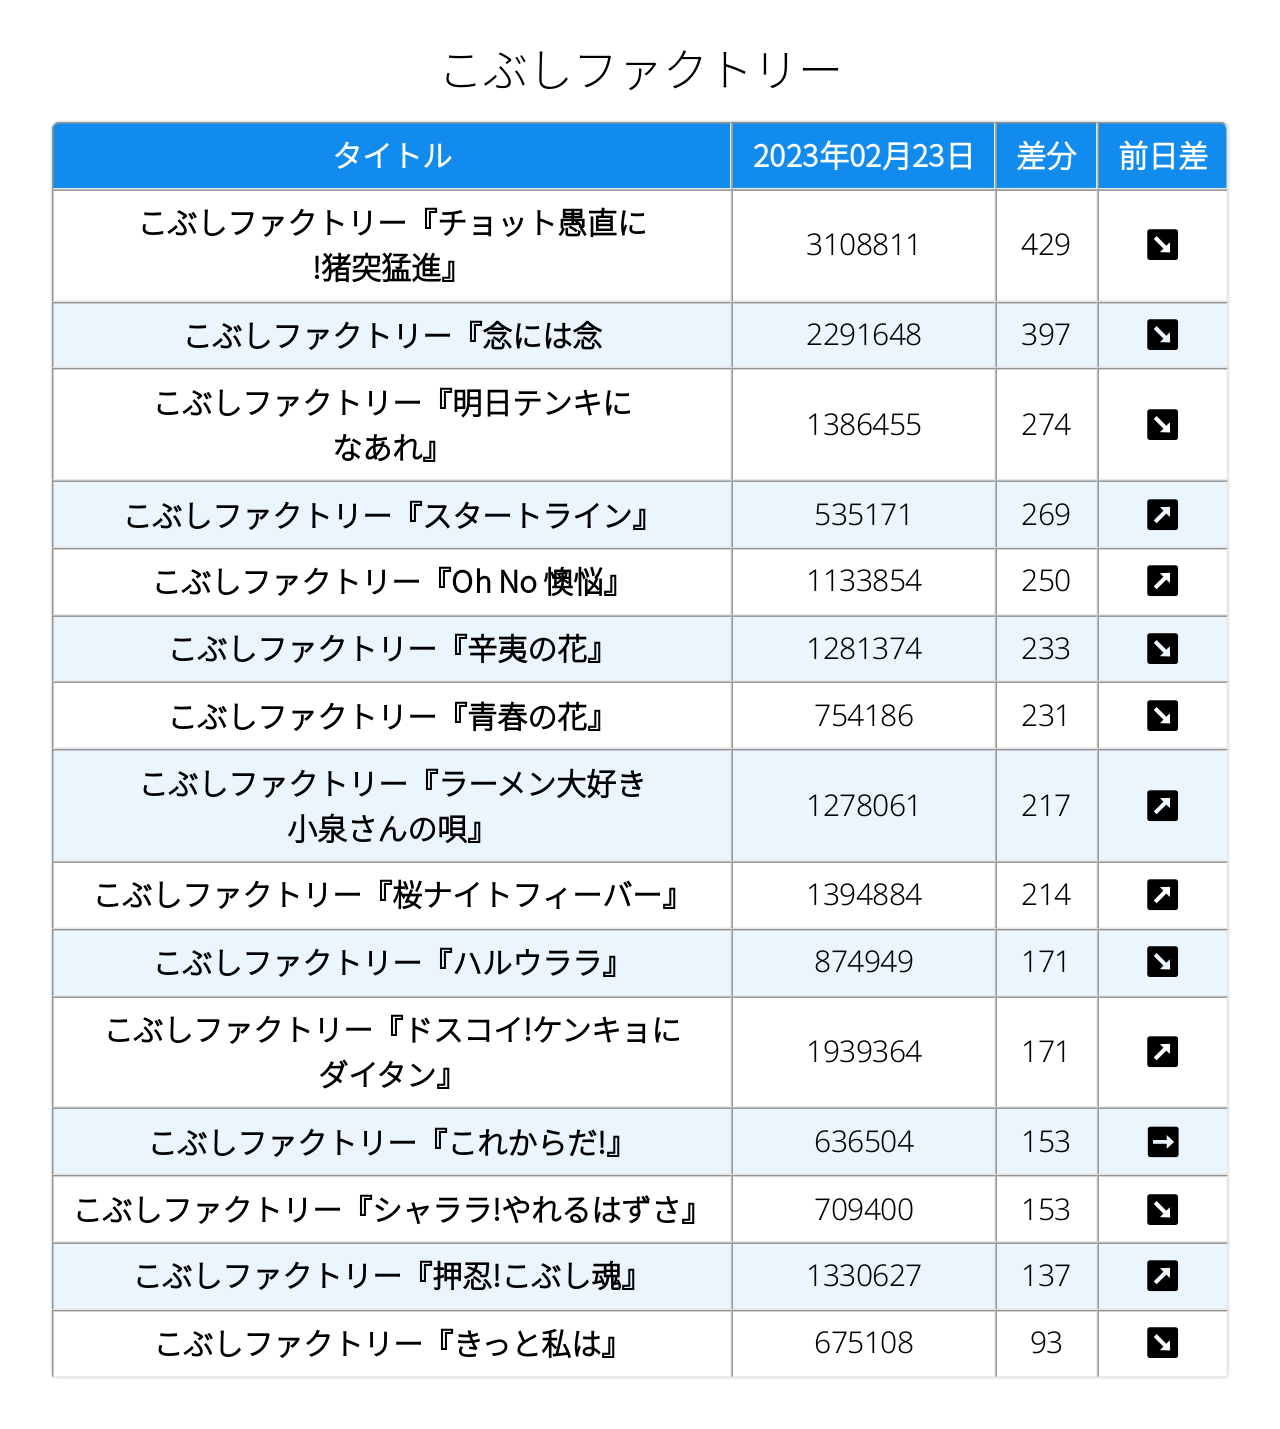 こぶしファクトリー
タイトル 2023年02月23日 差分 前日差
こぶしファクトリー『チョット愚直に
!猪突猛進』 3108811 429 ↘
こぶしファクトリー『念には念 2291648 397 ↘
こぶしファクトリー『明日テンキに
なあれ』 1386455 274 ↘
こぶしファクトリー『スタートライン』 535171 269 ↗
こぶしファクトリー『Oh No 懊悩』 1133854 250 ↗
こぶしファクトリー『辛夷の花』 1281374 233 ↘
こぶしファクトリー『青春の花』 754186 231 ↘
こぶしファクトリー『ラーメン大好き
小泉さんの唄』 1278061 217 ↗
こぶしファクトリー『桜ナイトフィーバー』 1394884 214 ↗
こぶしファクトリー『ハルウララ』 874949 171 ↘
こぶしファクトリー『ドスコイ!ケンキョに
ダイタン』 1939364 171 ↗
こぶしファクトリー『これからだ!』 636504 153 →
こぶしファクトリー『シャララ!やれるはずさ』 709400 153 ↘
こぶしファクトリー『押忍!こぶし魂』 1330627 137 ↗
こぶしファクトリー『きっと私は』 675108 93 ↘